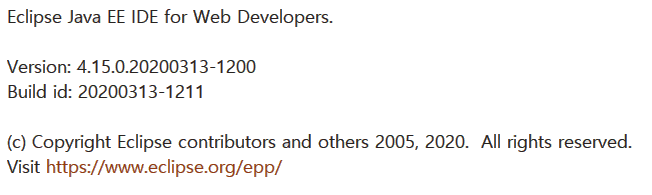 Eclipse Java EE IDE for Web Developers.
Version: 4.15.0.20200313-1200
Build id: 20200313-1211
(c) Copyright Eclipse contributors and others 2005, 2020.  All rights reserved.
Visit https://www.eclipse.org/epp/